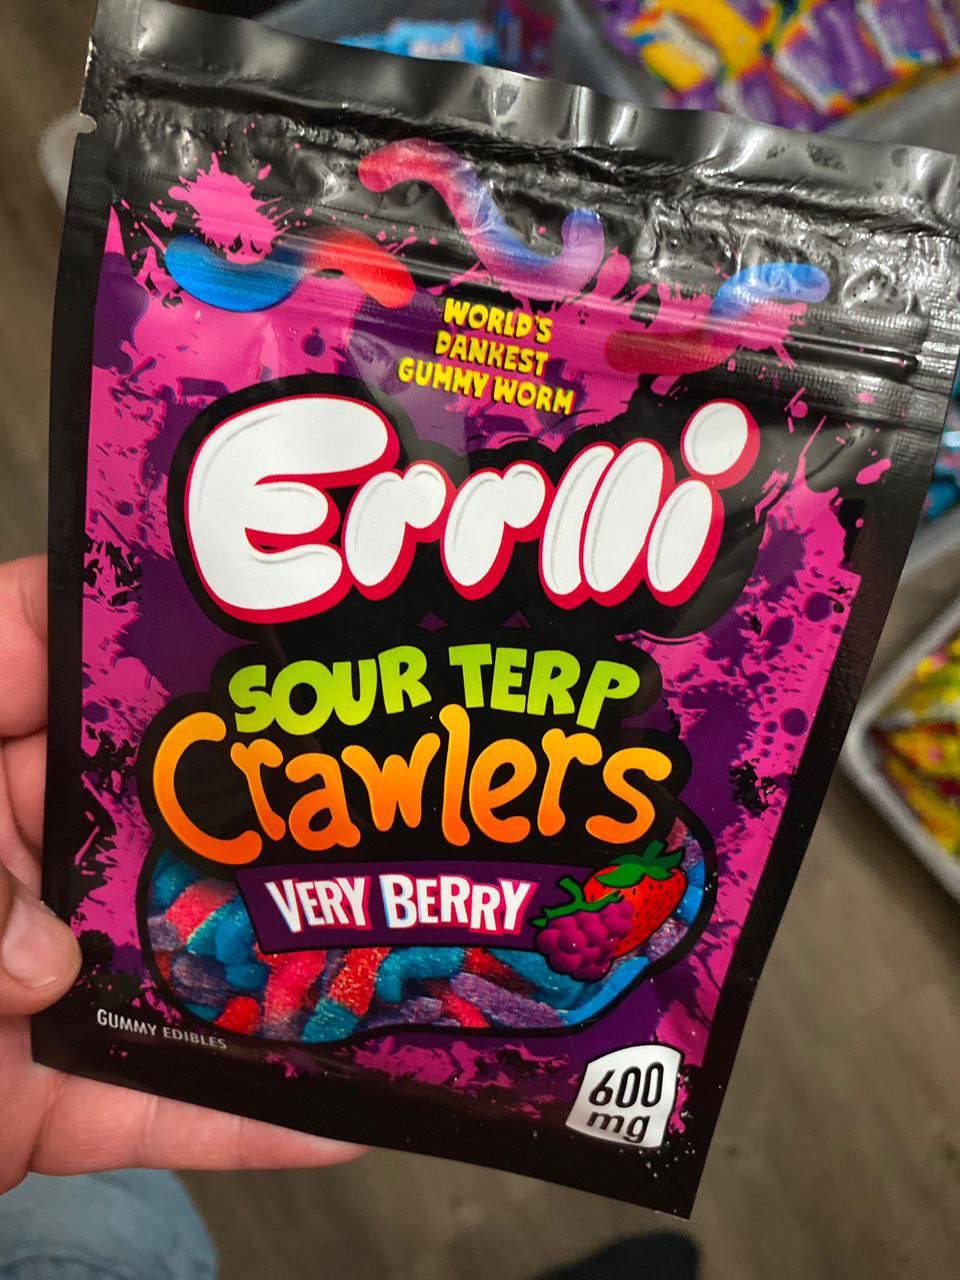 WORLD'S
DANKEST
GUMMY WORM
Errlli
SOUR TERP
Crawlers
VERY BERRY
GUMMY EDIBLES
600
mg